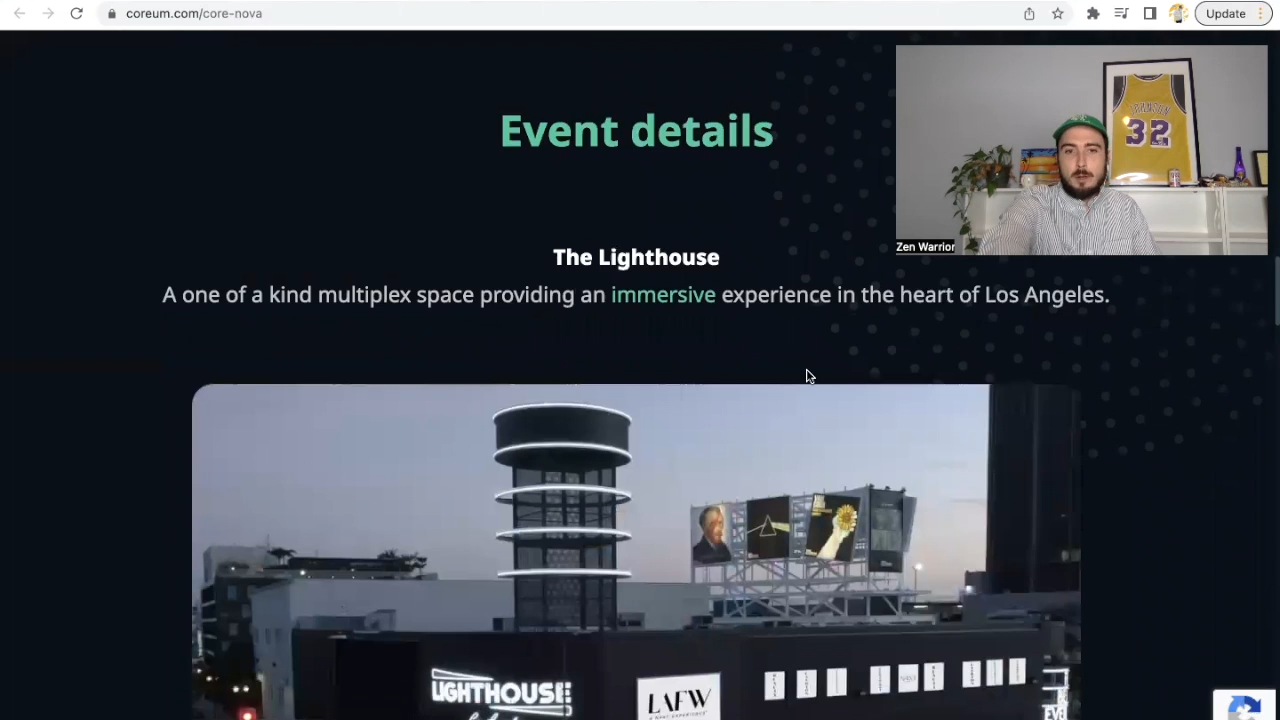 coreum.com/core-nova
Update
Event details
JOHNSON
32
Zen Warrior
The Lighthouse
A one of a kind multiplex space providing an immersive experience in the heart of Los Angeles.
LIGHTHOUSE
LAFW